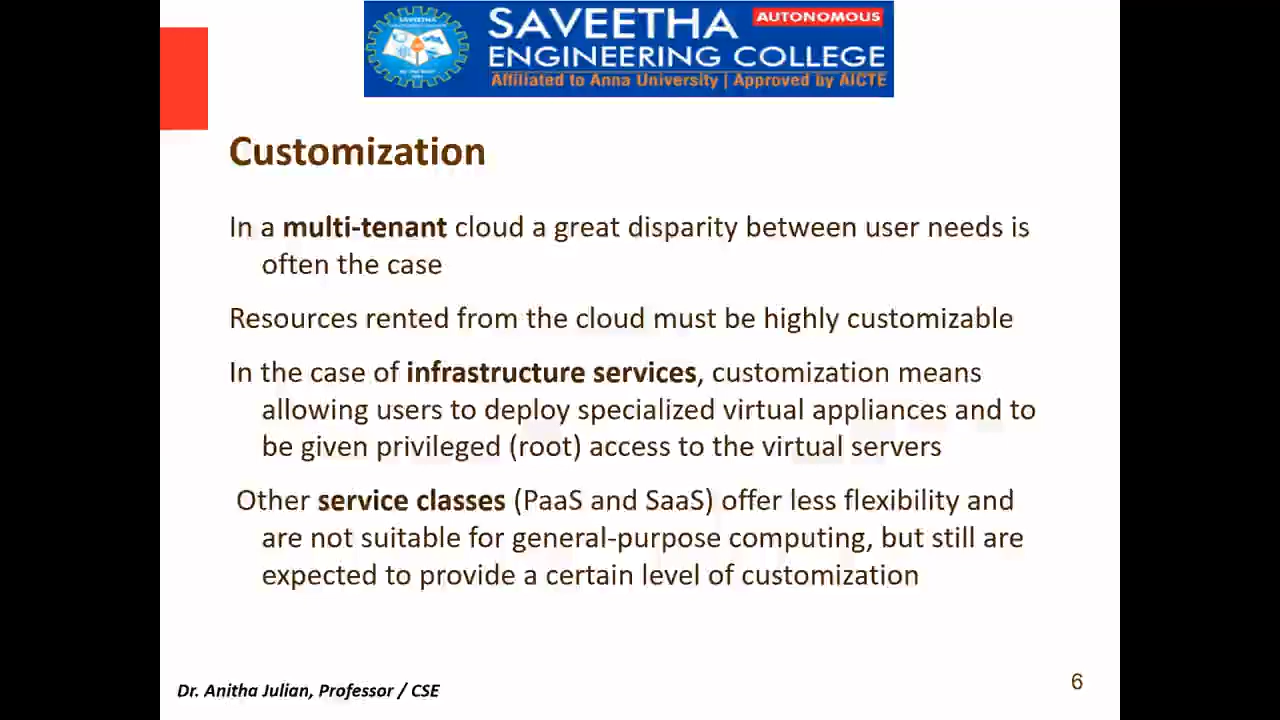 SAVEETHA
AUTONOMOUS
ENGINEERING COLLEGE
Affiliated to Anna University | Approved by AICTE
Customization
In a multi-tenant cloud a great disparity between user needs is
often the case
Resources rented from the cloud must be highly customizable
In the case of infrastructure services, customization means
allowing users to deploy specialized virtual appliances and to
be given privileged (root) access to the virtual servers
Other service classes (PaaS and SaaS) offer less flexibility and
are not suitable for general-purpose computing, but still are
expected to provide a certain level of customization
Dr. Anitha Julian, Professor / CSE
6